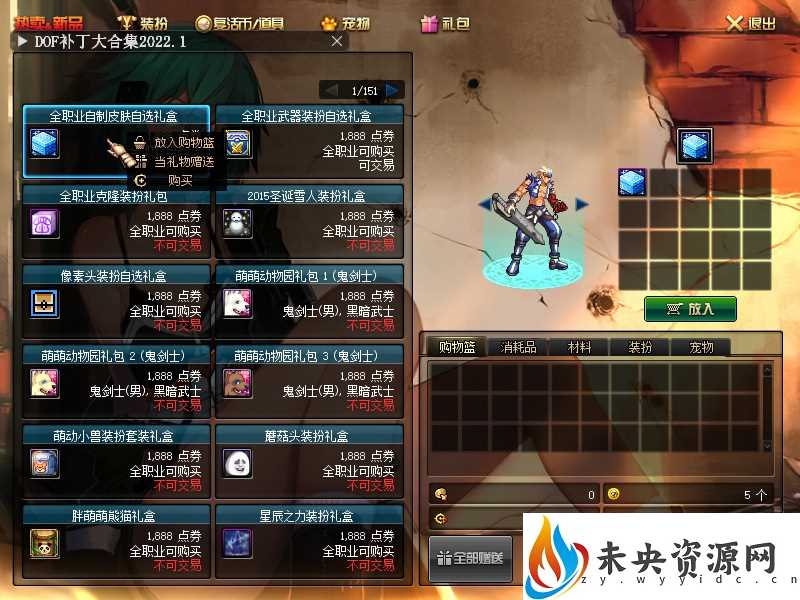 热卖&新品 装扮 复活币/道具 宠物 礼包 退出
DOF补丁大合集2022.1
1/151
全职业自制皮肤自选礼盒
放入购物篮
当礼物赠送
购买
全职业武器装扮自选礼盒
1,888 点券
全职业可购买
可交易
全职业克隆装扮礼包
1,888 点券
全职业可购买
不可交易
2015圣诞雪人装扮礼盒
1,888 点券
全职业可购买
不可交易
像素头装扮自选礼盒
1,888 点券
全职业可购买
不可交易
萌萌动物园礼包 1 (鬼剑士)
1,888 点券
鬼剑士(男), 黑暗武士
不可交易
萌萌动物园礼包 2 (鬼剑士)
1,888 点券
鬼剑士(男), 黑暗武士
不可交易
萌萌动物园礼包 3 (鬼剑士)
1,888 点券
鬼剑士(男), 黑暗武士
不可交易
萌动小兽装扮套装礼盒
1,888 点券
全职业可购买
不可交易
蘑菇头装扮礼盒
1,888 点券
全职业可购买
不可交易
胖萌萌熊猫礼盒
1,888 点券
全职业可购买
不可交易
星辰之力装扮礼盒
1,888 点券
全职业可购买
不可交易
放入
购物篮 消耗品 材料 装扮 宠物
0
5 个
全部赠送
未央资源网
zy.wyyidc.cn